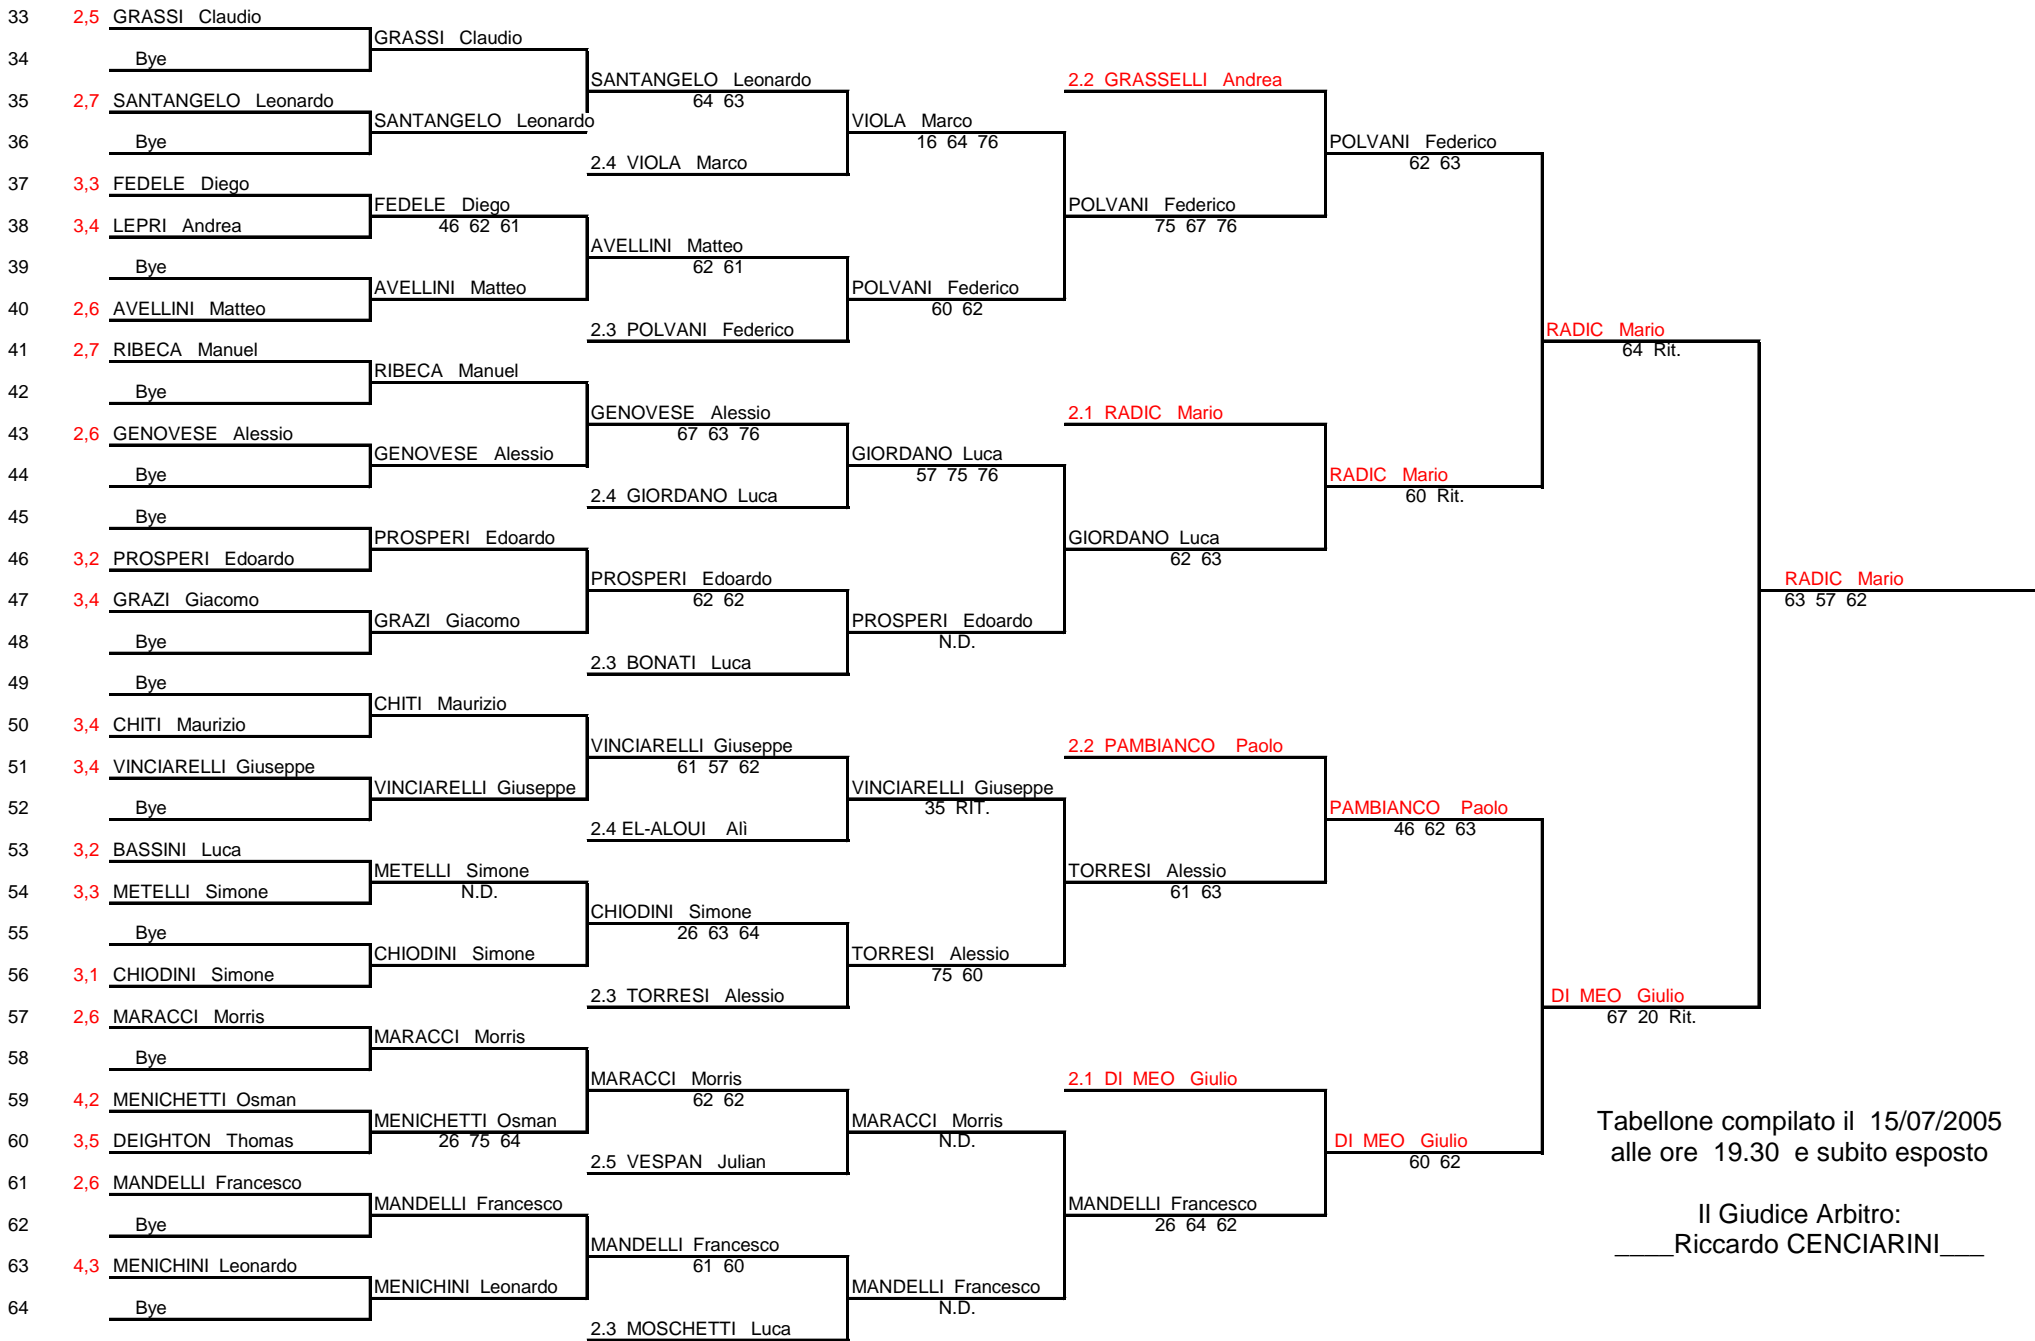 33 2,5 GRASSI Claudio
GRASSI Claudio
34 Bye
SANTANGELO Leonardo 2.2 GRASSELLI Andrea
35 2,7 SANTANGELO Leonardo 64 63
SANTANGELO Leonardo VIOLA Marco
36 Bye 16 64 76 POLVANI Federico
2.4 VIOLA Marco 62 63
37 3,3 FEDELE Diego
FEDELE Diego POLVANI Federico
38 3,4 LEPRI Andrea 46 62 61 75 67 76
AVELLINI Matteo
39 Bye 62 61
AVELLINI Matteo POLVANI Federico
40 2,6 AVELLINI Matteo 60 62
2.3 POLVANI Federico RADIC Mario
41 2,7 RIBECA Manuel 64 Rit.
RIBECA Manuel
42 Bye
GENOVESE Alessio 2.1 RADIC Mario
43 2,6 GENOVESE Alessio 67 63 76
GENOVESE Alessio GIORDANO Luca
44 Bye 57 75 76 RADIC Mario
2.4 GIORDANO Luca 60 Rit.
45 Bye
PROSPERI Edoardo GIORDANO Luca
46 3,2 PROSPERI Edoardo 62 63
PROSPERI Edoardo RADIC Mario
47 3,4 GRAZI Giacomo 62 62 63 57 62
GRAZI Giacomo PROSPERI Edoardo
48 Bye N.D.
2.3 BONATI Luca
49 Bye
CHITI Maurizio
50 3,4 CHITI Maurizio
VINCIARELLI Giuseppe 2.2 PAMBIANCO Paolo
51 3,4 VINCIARELLI Giuseppe 61 57 62
VINCIARELLI Giuseppe VINCIARELLI Giuseppe
52 Bye 35 RIT. PAMBIANCO Paolo
2.4 EL-ALOUI Alì 46 62 63
53 3,2 BASSINI Luca
METELLI Simone TORRESI Alessio
54 3,3 METELLI Simone N.D. 61 63
CHIODINI Simone
55 Bye 26 63 64
CHIODINI Simone TORRESI Alessio
56 3,1 CHIODINI Simone 75 60
2.3 TORRESI Alessio DI MEO Giulio
57 2,6 MARACCI Morris 67 20 Rit.
MARACCI Morris
58 Bye
MARACCI Morris 2.1 DI MEO Giulio
59 4,2 MENICHETTI Osman 62 62
MENICHETTI Osman MARACCI Morris
60 3,5 DEIGHTON Thomas 26 75 64 N.D. DI MEO Giulio
2.5 VESPAN Julian 60 62
61 2,6 MANDELLI Francesco
MANDELLI Francesco MANDELLI Francesco
62 Bye 26 64 62
MANDELLI Francesco
63 4,3 MENICHINI Leonardo 61 60
MENICHINI Leonardo MANDELLI Francesco
64 Bye N.D.
2.3 MOSCHETTI Luca
Tabellone compilato il 15/07/2005
alle ore 19.30 e subito esposto
Il Giudice Arbitro:
____Riccardo CENCIARINI___